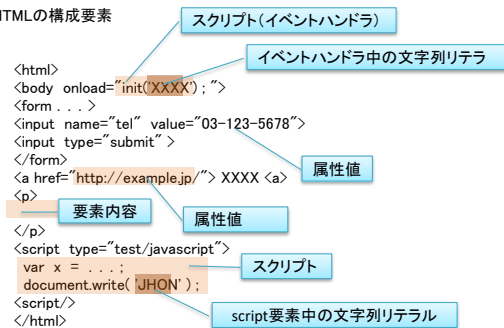 HTMLの構成要素
スクリプト(イベントハンドラ)
イベントハンドラ中の文字列リテラ
<html>
<body onload="init('XXXX');">
<form . . . >
<input name="tel" value="03-123-5678">
<input type="submit" >
</form>
属性値
<a href="http://example.jp/"> XXXX <a>
<p>
要素内容
属性値
</p>
<script type="test/javascript">
var x = . . . ;
スクリプト
document.write( 'JHON' );
<script/>
script要素中の文字列リテラル
</html>